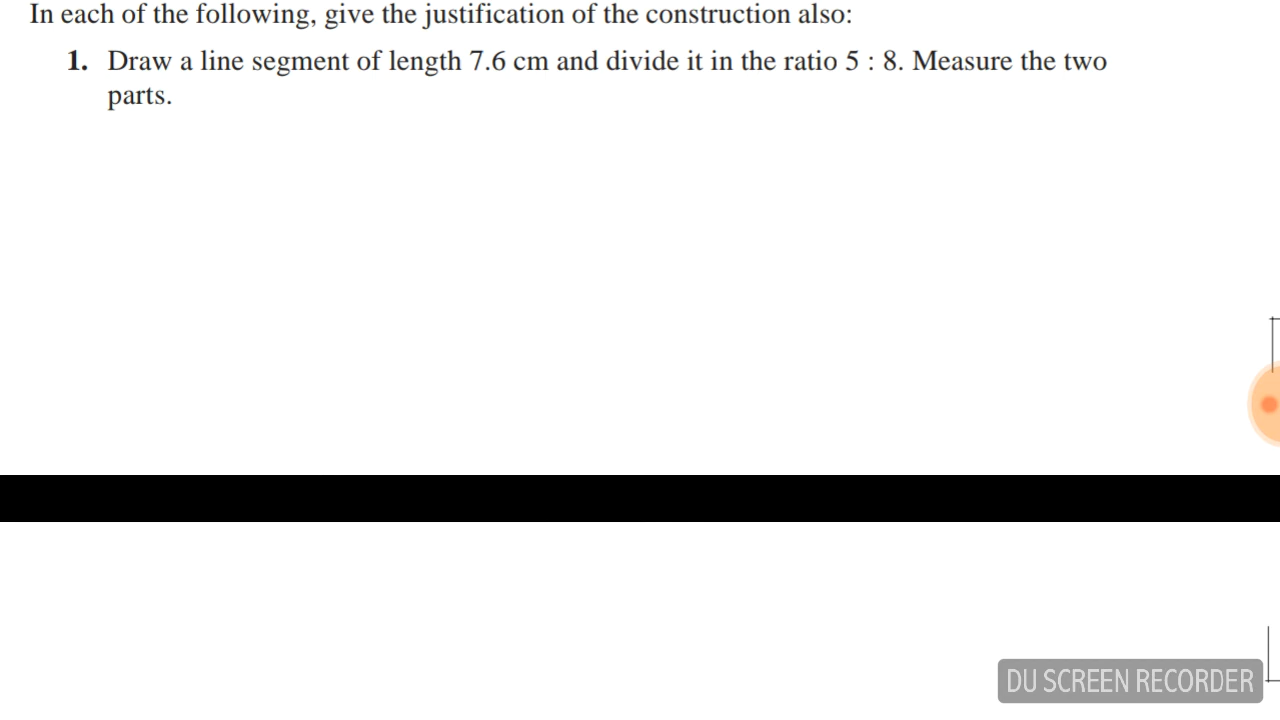 In each of the following, give the justification of the construction also:
1. Draw a line segment of length 7.6 cm and divide it in the ratio 5 : 8. Measure the two
parts.
DU SCREEN RECORDER